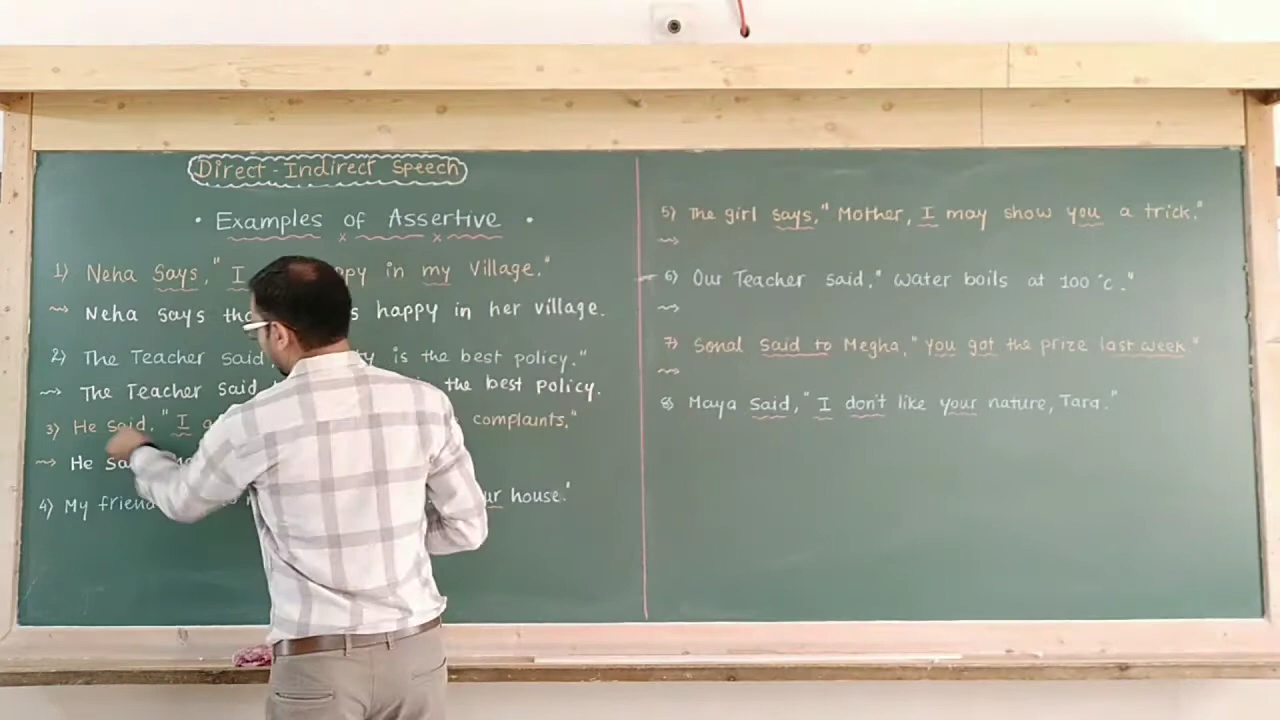 Direct-Indirect Speech
• Examples of Assertive •
1) Neha Says," I in my Village."
⇝ Neha says happy in her village.
2) The Teacher Said is the best policy."
⇝ The Teacher Said the best policy.
3) He said, "I complaints."
⇝ He
4) My friend house."
5) The girl says," Mother, I may show you a trick."
⇝
6) Our Teacher said," Water boils at 100°c."
⇝
7) Sonal said to Megha," You got the prize last week."
⇝
8) Maya said," I don't like your nature, Tara."